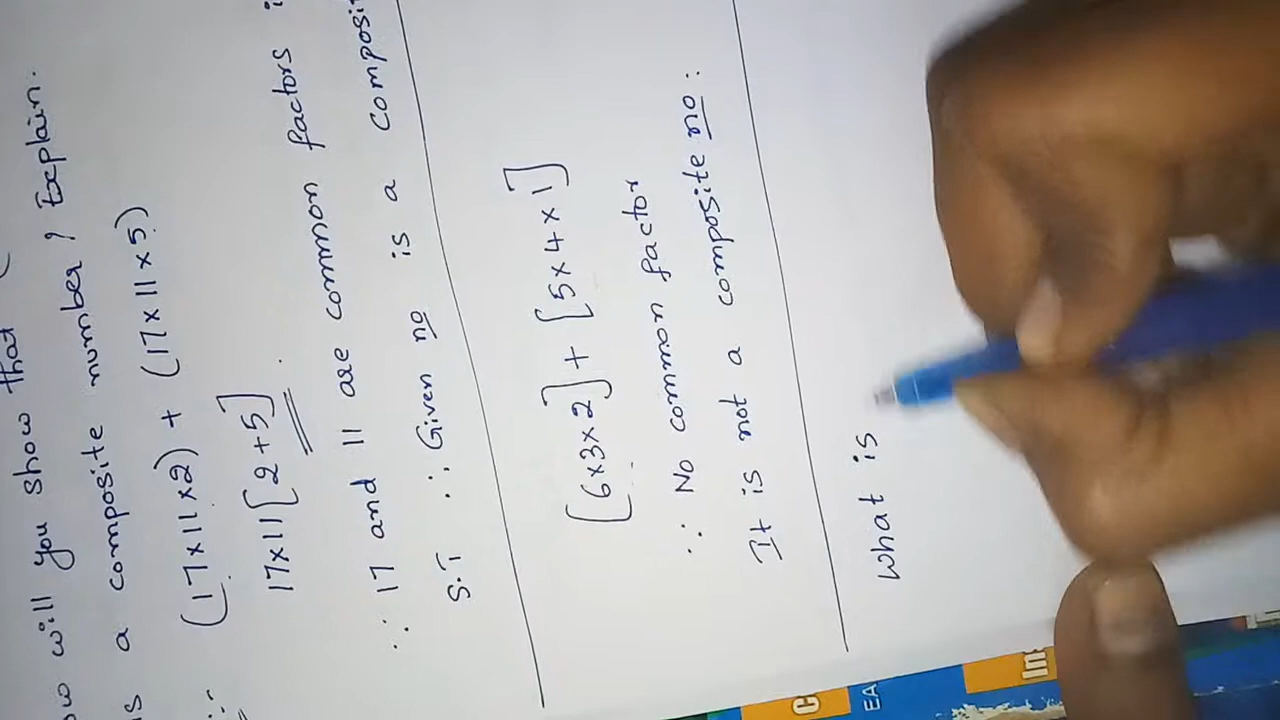 will you show that
a composite number? Explain.
(17×11×2) + (17×11×5)
17×11[2+5].
∴ 17 and 11 are common factors
S.T ∴ Given no is a
[6×3×2] + [5×4×1]
∴ No common factor
It is not a composite no:
What is